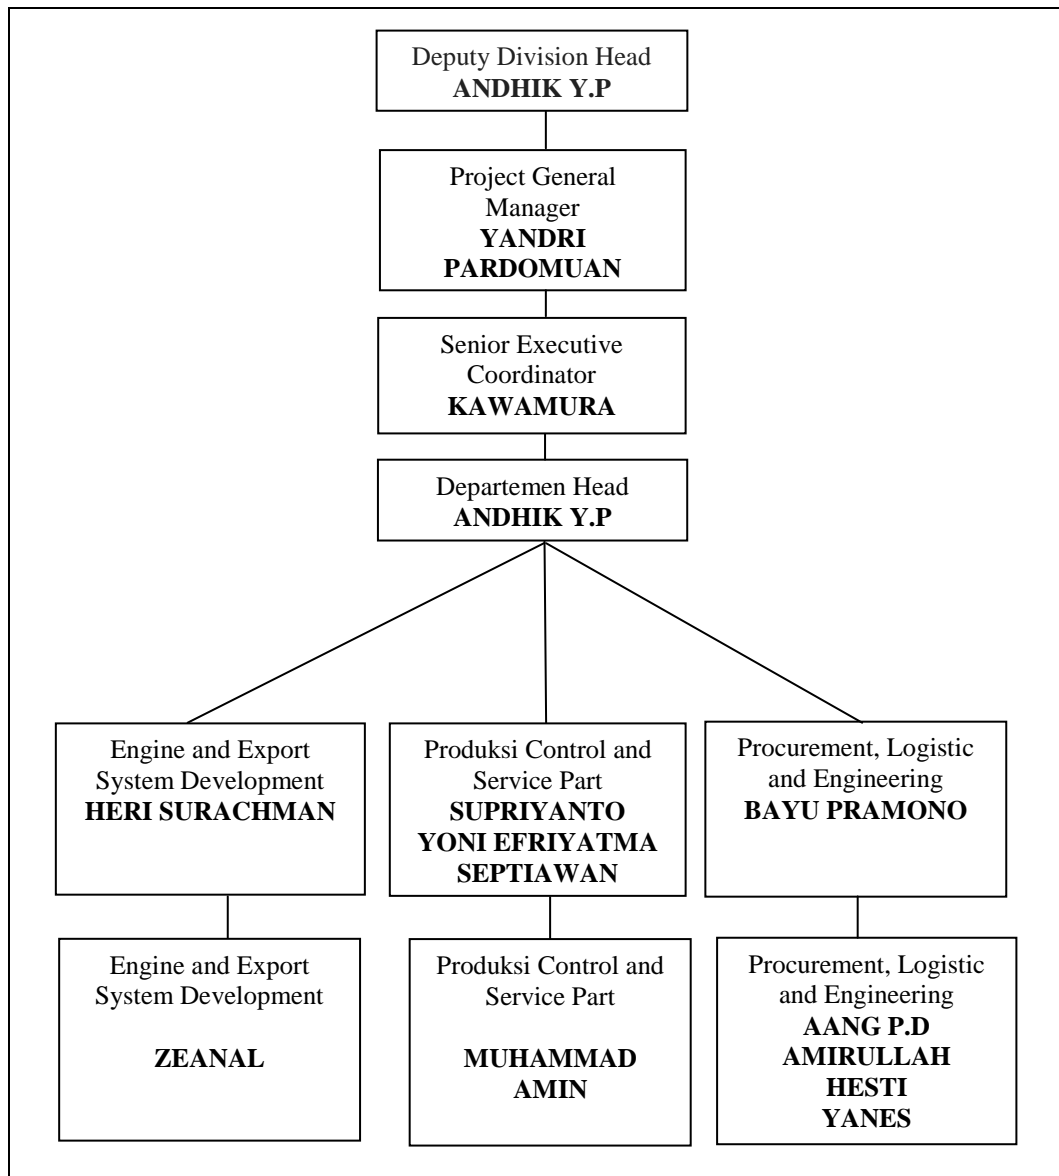 Deputy Division Head
ANDHIK Y.P
Project General
Manager
YANDRI
PARDOMUAN
Senior Executive
Coordinator
KAWAMURA
Departemen Head
ANDHIK Y.P
Engine and Export
System Development
HERI SURACHMAN
Produksi Control and
Service Part
SUPRIYANTO
YONI EFRIYATMA
SEPTIAWAN
Procurement, Logistic
and Engineering
BAYU PRAMONO
Engine and Export
System Development
ZEANAL
Produksi Control and
Service Part
MUHAMMAD
AMIN
Procurement, Logistic
and Engineering
AANG P.D
AMIRULLAH
HESTI
YANES